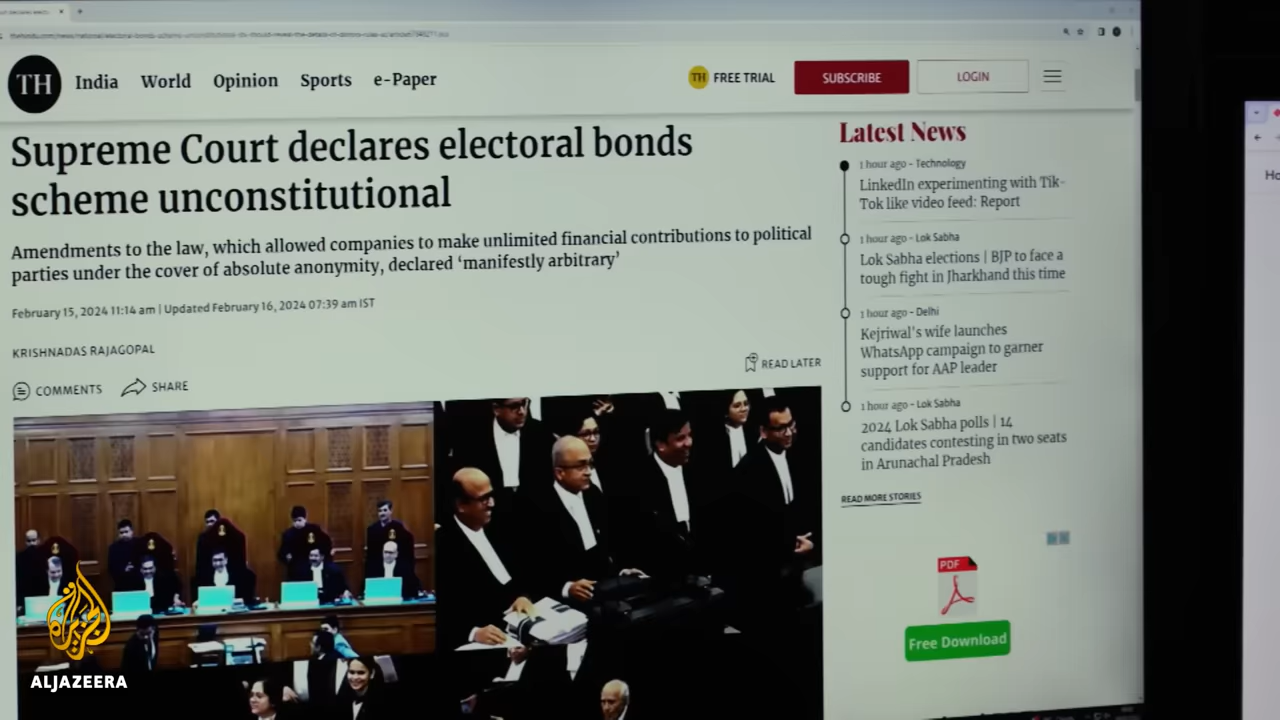 TH
India World Opinion Sports e-Paper
TH FREE TRIAL
SUBSCRIBE
LOGIN
Supreme Court declares electoral bonds
scheme unconstitutional
Amendments to the law, which allowed companies to make unlimited financial contributions to political
parties under the cover of absolute anonymity, declared ‘manifestly arbitrary’
February 15, 2024 11:14 am | Updated February 16, 2024 07:39 am IST
KRISHNADAS RAJAGOPAL
COMMENTS SHARE
READ LATER
Latest News
1 hour ago - Technology
LinkedIn experimenting with Tik-
Tok like video feed: Report
1 hour ago - Lok Sabha
Lok Sabha elections | BJP to face a
tough fight in Jharkhand this time
1 hour ago - Delhi
Kejriwal's wife launches
WhatsApp campaign to garner
support for AAP leader
1 hour ago - Lok Sabha
2024 Lok Sabha polls | 14
candidates contesting in two seats
in Arunachal Pradesh
READ MORE STORIES
PDF
Free Download
Ho
ALJAZEERA